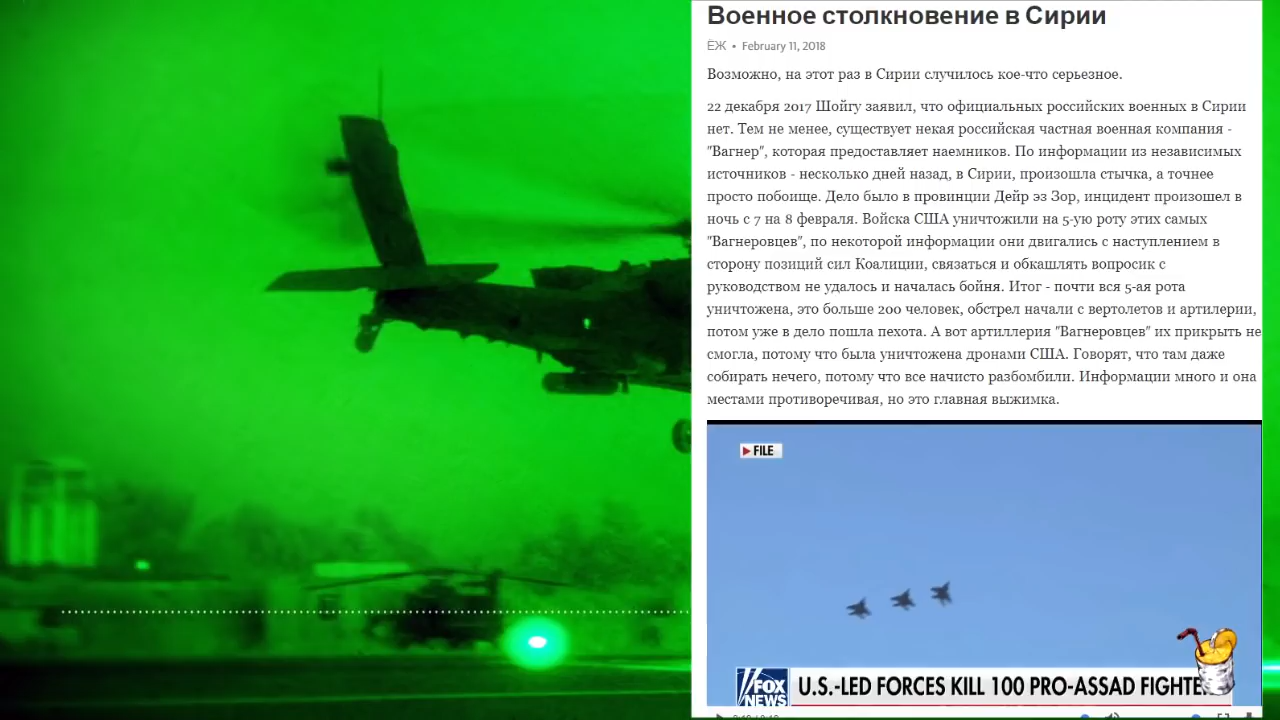 Военное столкновение в Сирии
ЁЖ • February 11, 2018
Возможно, на этот раз в Сирии случилось кое-что серьезное.
22 декабря 2017 Шойгу заявил, что официальных российских военных в Сирии
нет. Тем не менее, существует некая российская частная военная компания -
"Вагнер", которая предоставляет наемников. По информации из независимых
источников - несколько дней назад, в Сирии, произошла стычка, а точнее
просто побоище. Дело было в провинции Дейр эз Зор, инцидент произошел в
ночь с 7 на 8 февраля. Войска США уничтожили на 5-ую роту этих самых
"Вагнеровцев", по некоторой информации они двигались с наступлением в
сторону позиций сил Коалиции, связаться и обкашлять вопросик с
руководством не удалось и началась бойня. Итог - почти вся 5-ая рота
уничтожена, это больше 200 человек, обстрел начали с вертолетов и артилерии,
потом уже в дело пошла пехота. А вот артиллерия "Вагнеровцев" их прикрыть не
смогла, потому что была уничтожена дронами США. Говорят, что там даже
собирать нечего, потому что все начисто разбомбили. Информации много и она
местами противоречивая, но это главная выжимка.
FILE
FOX NEWS
U.S.-LED FORCES KILL 100 PRO-ASSAD FIGHTE